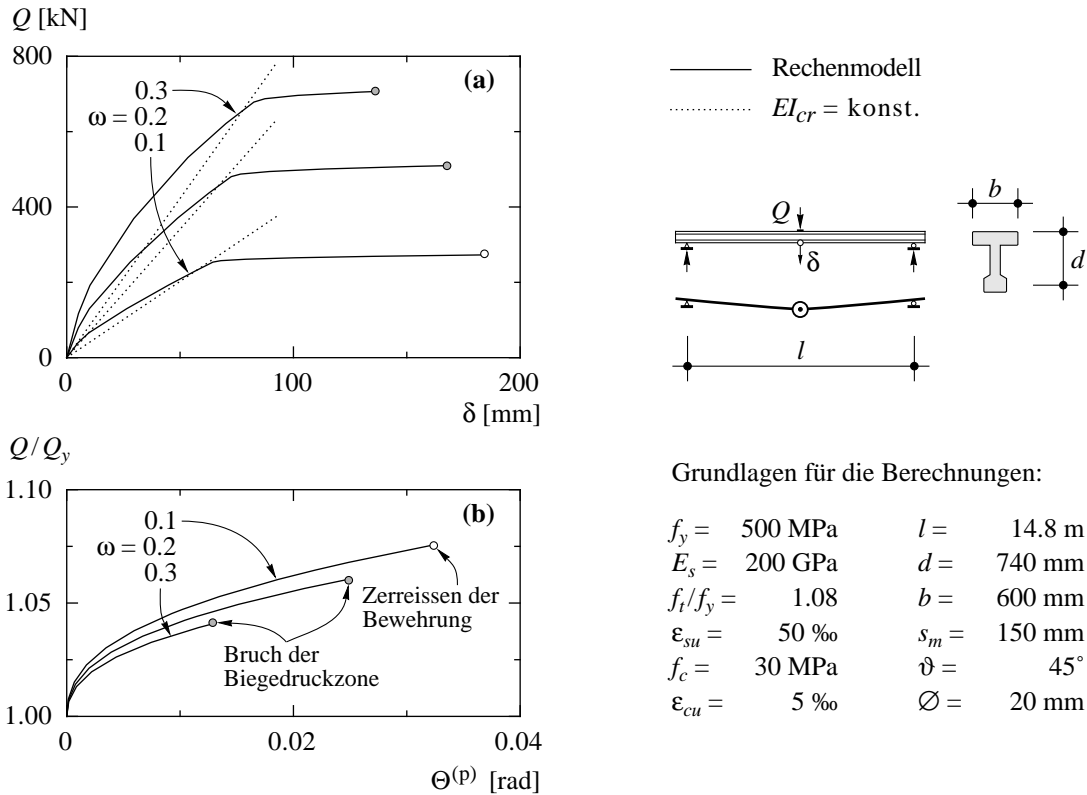 Q [kN]
800
400
0
0
100
200
δ [mm]
(a)
0.3
ω = 0.2
0.1
Rechenmodell
EI_cr = konst.
Q
δ
l
b
d
Q/Q_y
1.10
1.05
1.00
0
0.02
0.04
Θ^(p) [rad]
(b)
0.1
ω = 0.2
0.3
Zerreissen der
Bewehrung
Bruch der
Biegedruckzone
Grundlagen für die Berechnungen:
f_y = 500 MPa l = 14.8 m
E_s = 200 GPa d = 740 mm
f_t/f_y = 1.08 b = 600 mm
ε_su = 50 ‰ s_m = 150 mm
f_c = 30 MPa ϑ = 45°
ε_cu = 5 ‰ ∅ = 20 mm